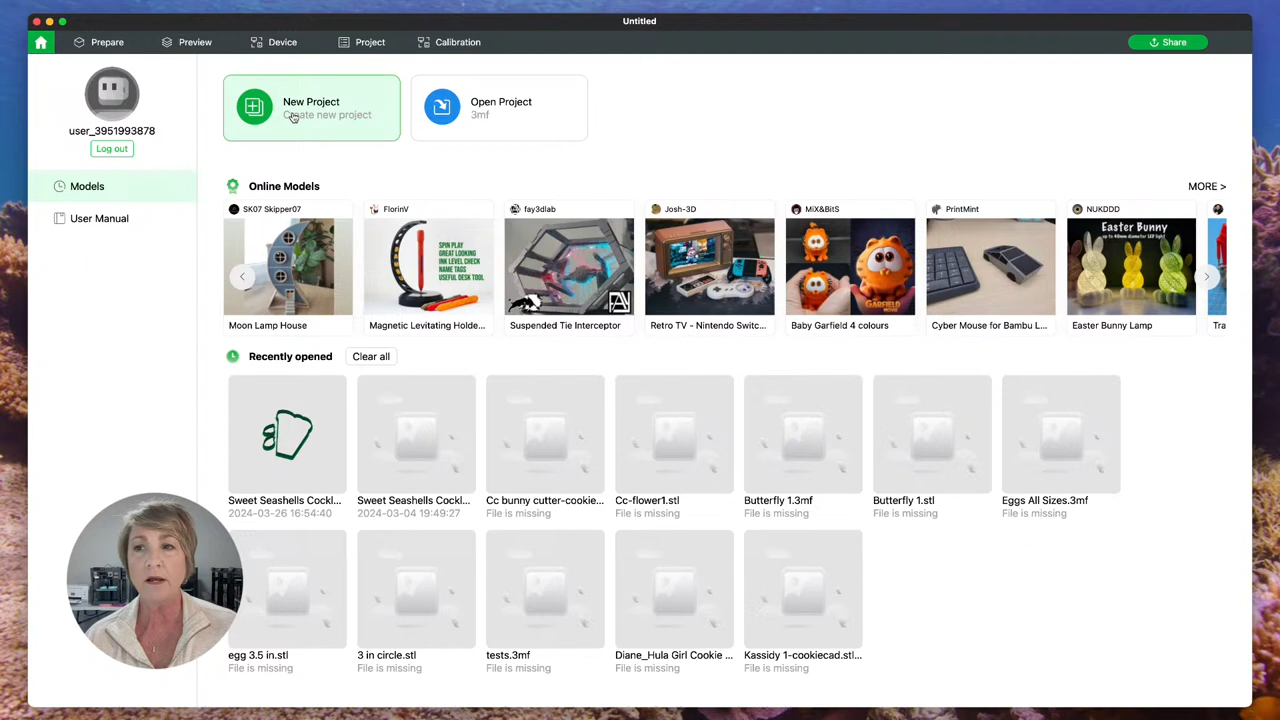 Untitled
Prepare
Preview
Device
Project
Calibration
Share
user_3951993878
Log out
Models
User Manual
New Project
Create new project
Open Project
3mf
Online Models
MORE >
SK07 Skipper07
FlorinV
fay3dlab
Josh-3D
MiX&BitS
PrintMint
NUKDDD
SPIN PLAY
GREAT LOOKING
INK LEVEL CHECK
NAME TAGS
USEFUL DESK TOOL
GARFIELD
Easter Bunny
up to 40mm diameter LED light
Moon Lamp House
Magnetic Levitating Holde...
Suspended Tie Interceptor
Retro TV - Nintendo Switc...
Baby Garfield 4 colours
Cyber Mouse for Bambu L...
Easter Bunny Lamp
Tra
Recently opened
Clear all
Sweet Seashells Cockl...
2024-03-26 16:54:40
Sweet Seashells Cockl...
2024-03-04 19:49:27
Cc bunny cutter-cookie...
File is missing
Cc-flower1.stl
File is missing
Butterfly 1.3mf
File is missing
Butterfly 1.stl
File is missing
Eggs All Sizes.3mf
File is missing
egg 3.5 in.stl
File is missing
3 in circle.stl
File is missing
tests.3mf
File is missing
Diane_Hula Girl Cookie ...
File is missing
Kassidy 1-cookiecad.stl...
File is missing